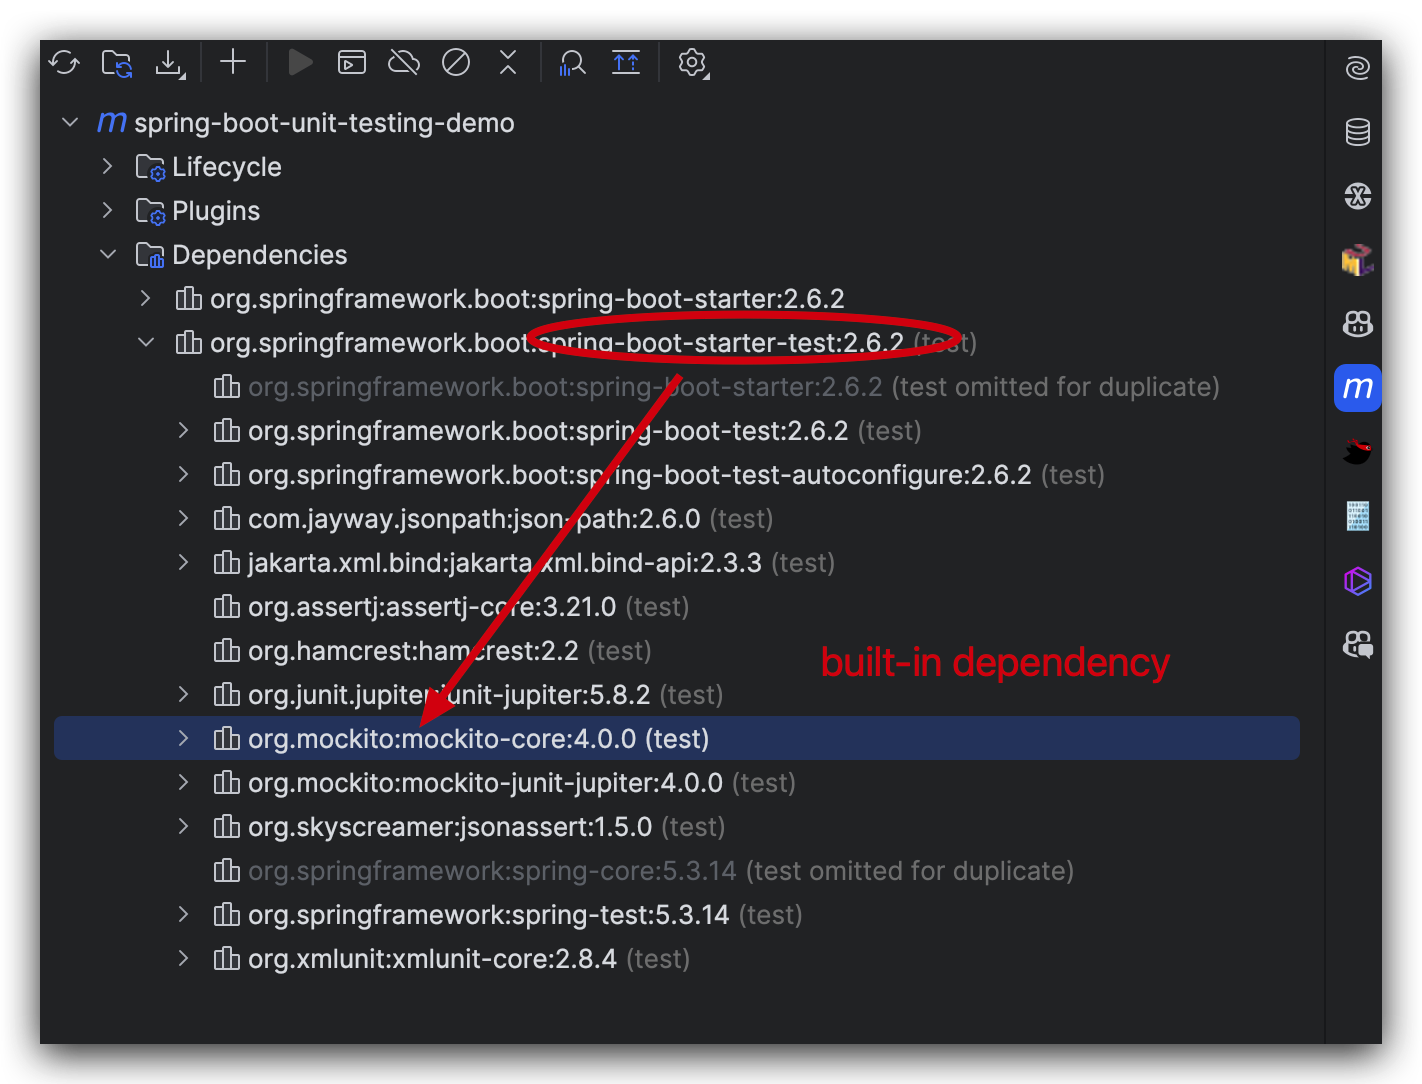 m spring-boot-unit-testing-demo
Lifecycle
Plugins
Dependencies
org.springframework.boot:spring-boot-starter:2.6.2
org.springframework.boot:spring-boot-starter-test:2.6.2 (test)
org.springframework.boot:spring-boot-starter:2.6.2 (test omitted for duplicate)
org.springframework.boot:spring-boot-test:2.6.2 (test)
org.springframework.boot:spring-boot-test-autoconfigure:2.6.2 (test)
com.jayway.jsonpath:json-path:2.6.0 (test)
jakarta.xml.bind:jakarta.xml.bind-api:2.3.3 (test)
org.assertj:assertj-core:3.21.0 (test)
org.hamcrest:hamcrest:2.2 (test)
built-in dependency
org.junit.jupiter:junit-jupiter:5.8.2 (test)
org.mockito:mockito-core:4.0.0 (test)
org.mockito:mockito-junit-jupiter:4.0.0 (test)
org.skyscreamer:jsonassert:1.5.0 (test)
org.springframework:spring-core:5.3.14 (test omitted for duplicate)
org.springframework:spring-test:5.3.14 (test)
org.xmlunit:xmlunit-core:2.8.4 (test)
m